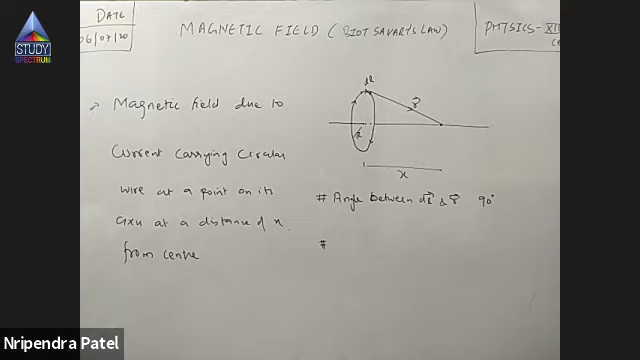 STUDY
SPECTRUM
DATE
06/07/20
MAGNETIC FIELD (BIOT SAVART'S LAW)
PHYSICS-XII
Magnetic field due to
Current carrying circular
wire at a point on its
axis at a distance of x
from centre
dl
r
R
x
# Angle between dl & r 90°
#
Nripendra Patel